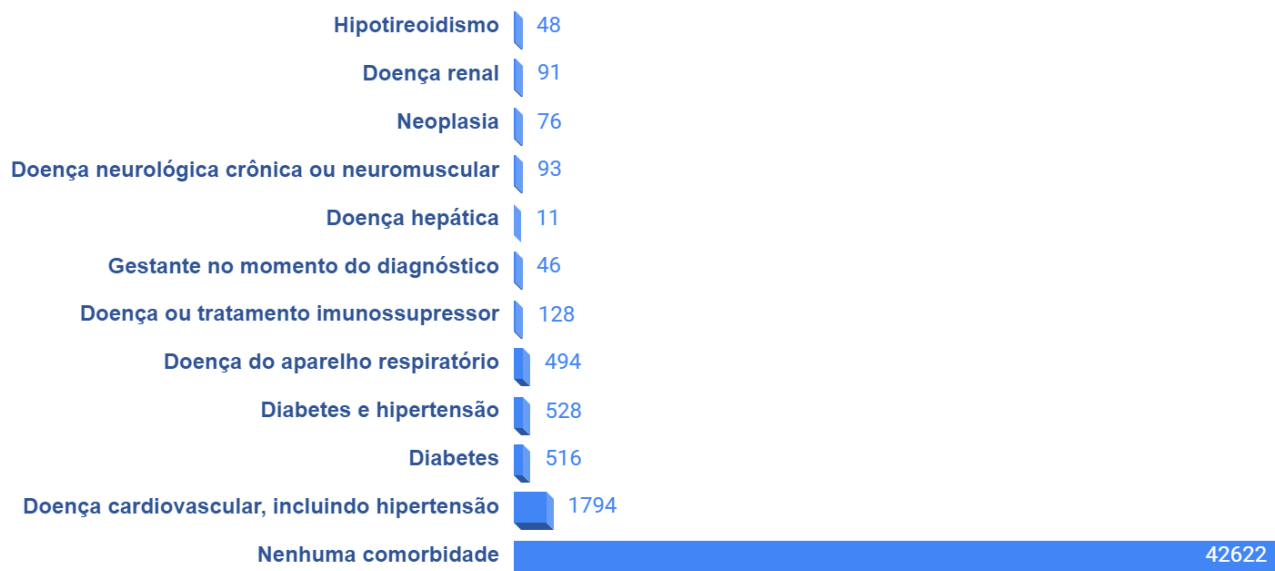 Hipotireoidismo 48
Doença renal 91
Neoplasia 76
Doença neurológica crônica ou neuromuscular 93
Doença hepática 11
Gestante no momento do diagnóstico 46
Doença ou tratamento imunossupressor 128
Doença do aparelho respiratório 494
Diabetes e hipertensão 528
Diabetes 516
Doença cardiovascular, incluindo hipertensão 1794
Nenhuma comorbidade 42622